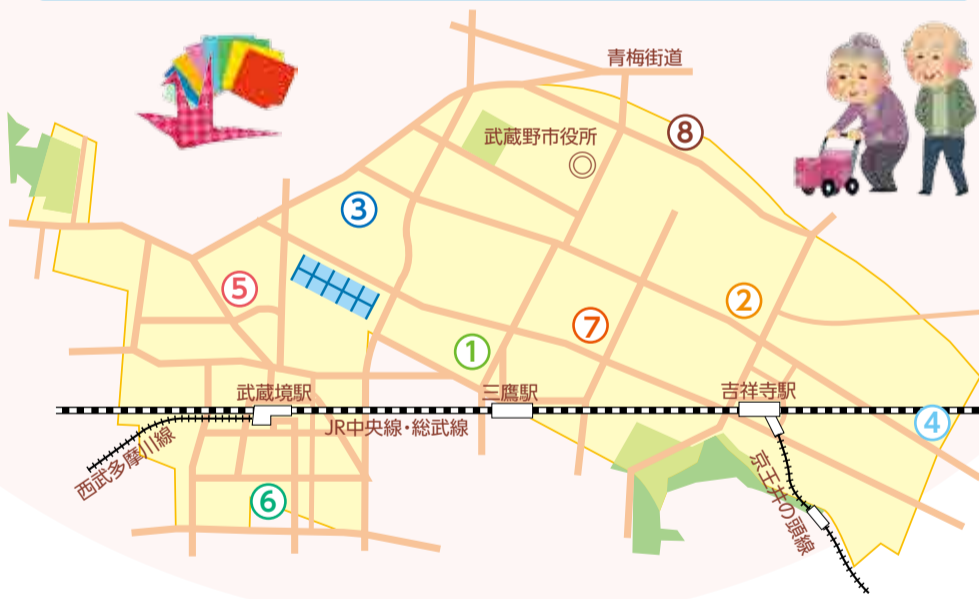 青梅街道
武蔵野市役所
⑧
③
⑤
②
⑦
①
武蔵境駅
三鷹駅
吉祥寺駅
④
JR中央線・総武線
西武多摩川線
京王井の頭線
⑥